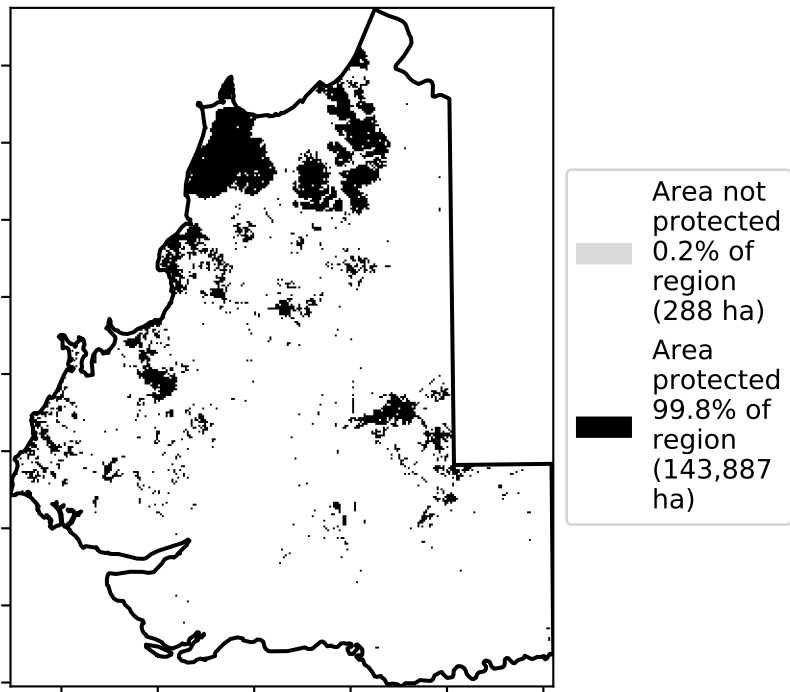 Area not
protected
0.2% of
region
(288 ha)
Area
protected
99.8% of
region
(143,887
ha)